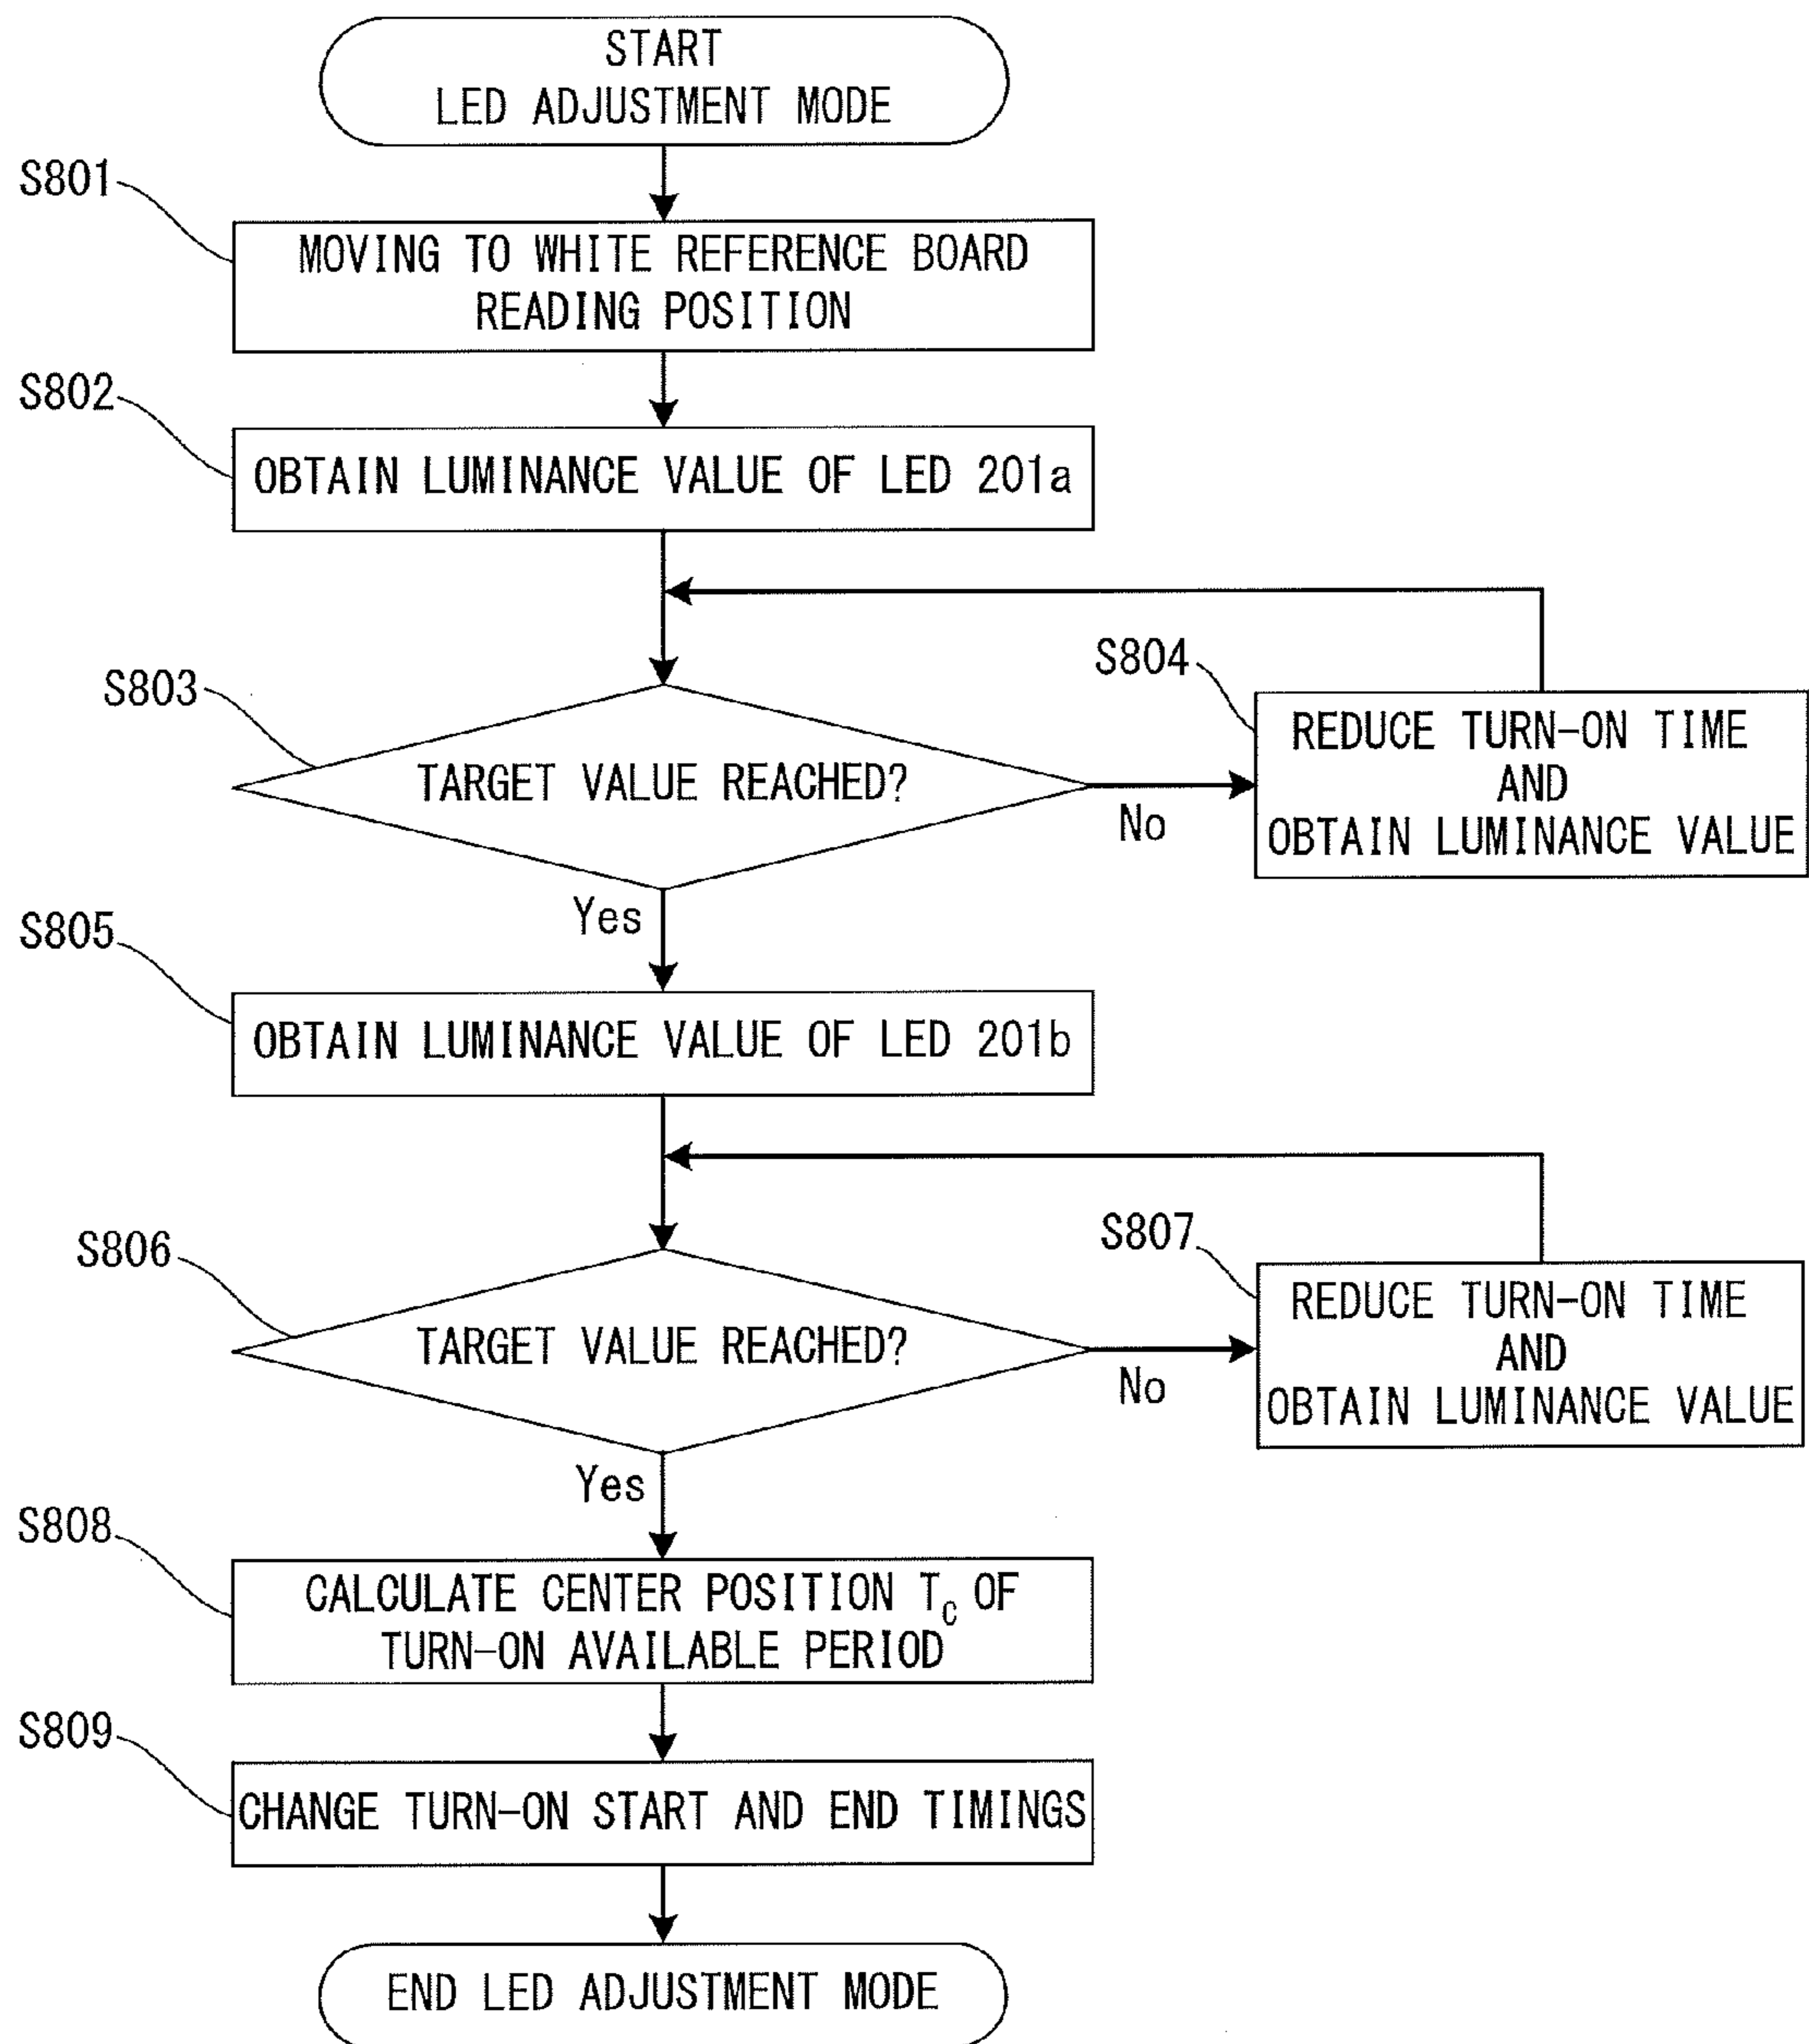 START
LED ADJUSTMENT MODE
S801
MOVING TO WHITE REFERENCE BOARD
READING POSITION
S802
OBTAIN LUMINANCE VALUE OF LED 201a
S803
TARGET VALUE REACHED?
No
S804
REDUCE TURN-ON TIME
AND
OBTAIN LUMINANCE VALUE
Yes
S805
OBTAIN LUMINANCE VALUE OF LED 201b
S806
TARGET VALUE REACHED?
No
S807
REDUCE TURN-ON TIME
AND
OBTAIN LUMINANCE VALUE
Yes
S808
CALCULATE CENTER POSITION TC OF
TURN-ON AVAILABLE PERIOD
S809
CHANGE TURN-ON START AND END TIMINGS
END LED ADJUSTMENT MODE